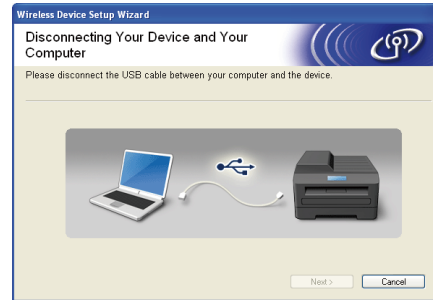 Wireless Device Setup Wizard
Disconnecting Your Device and Your
Computer
Please disconnect the USB cable between your computer and the device.
Next >
Cancel